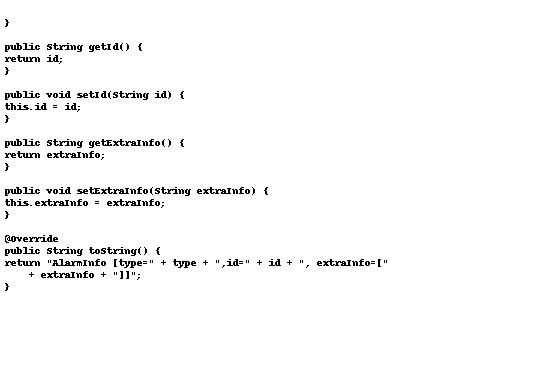 }
public String getId() {
return id;
}
public void setId(String id) {
this.id = id;
}
public String getExtraInfo() {
return extraInfo;
}
public void setExtraInfo(String extraInfo) {
this.extraInfo = extraInfo;
}
@Override
public String toString() {
return "AlarmInfo [type=" + type + ",id=" + id + ", extraInfo=["
    + extraInfo + "]]";
}